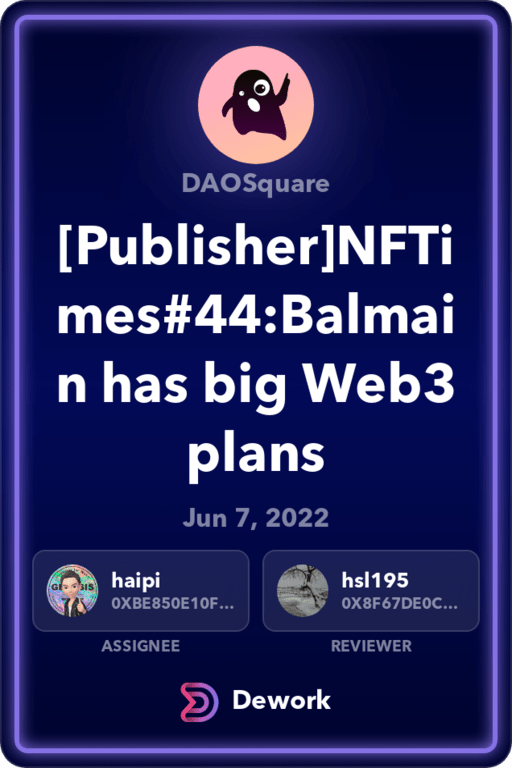 DAOSquare
[Publisher]NFTi
mes#44:Balmai
n has big Web3
plans
Jun 7, 2022
haipi
0XBE850E10F...
ASSIGNEE
hsl195
0X8F67DE0C...
REVIEWER
Dework